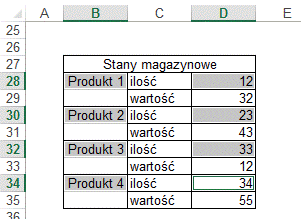 B C D E
25
26
27 Stany magazynowe
28 Produkt 1 ilość 12
29 wartość 32
30 Produkt 2 ilość 23
31 wartość 43
32 Produkt 3 ilość 33
33 wartość 12
34 Produkt 4 ilość 34
35 wartość 55